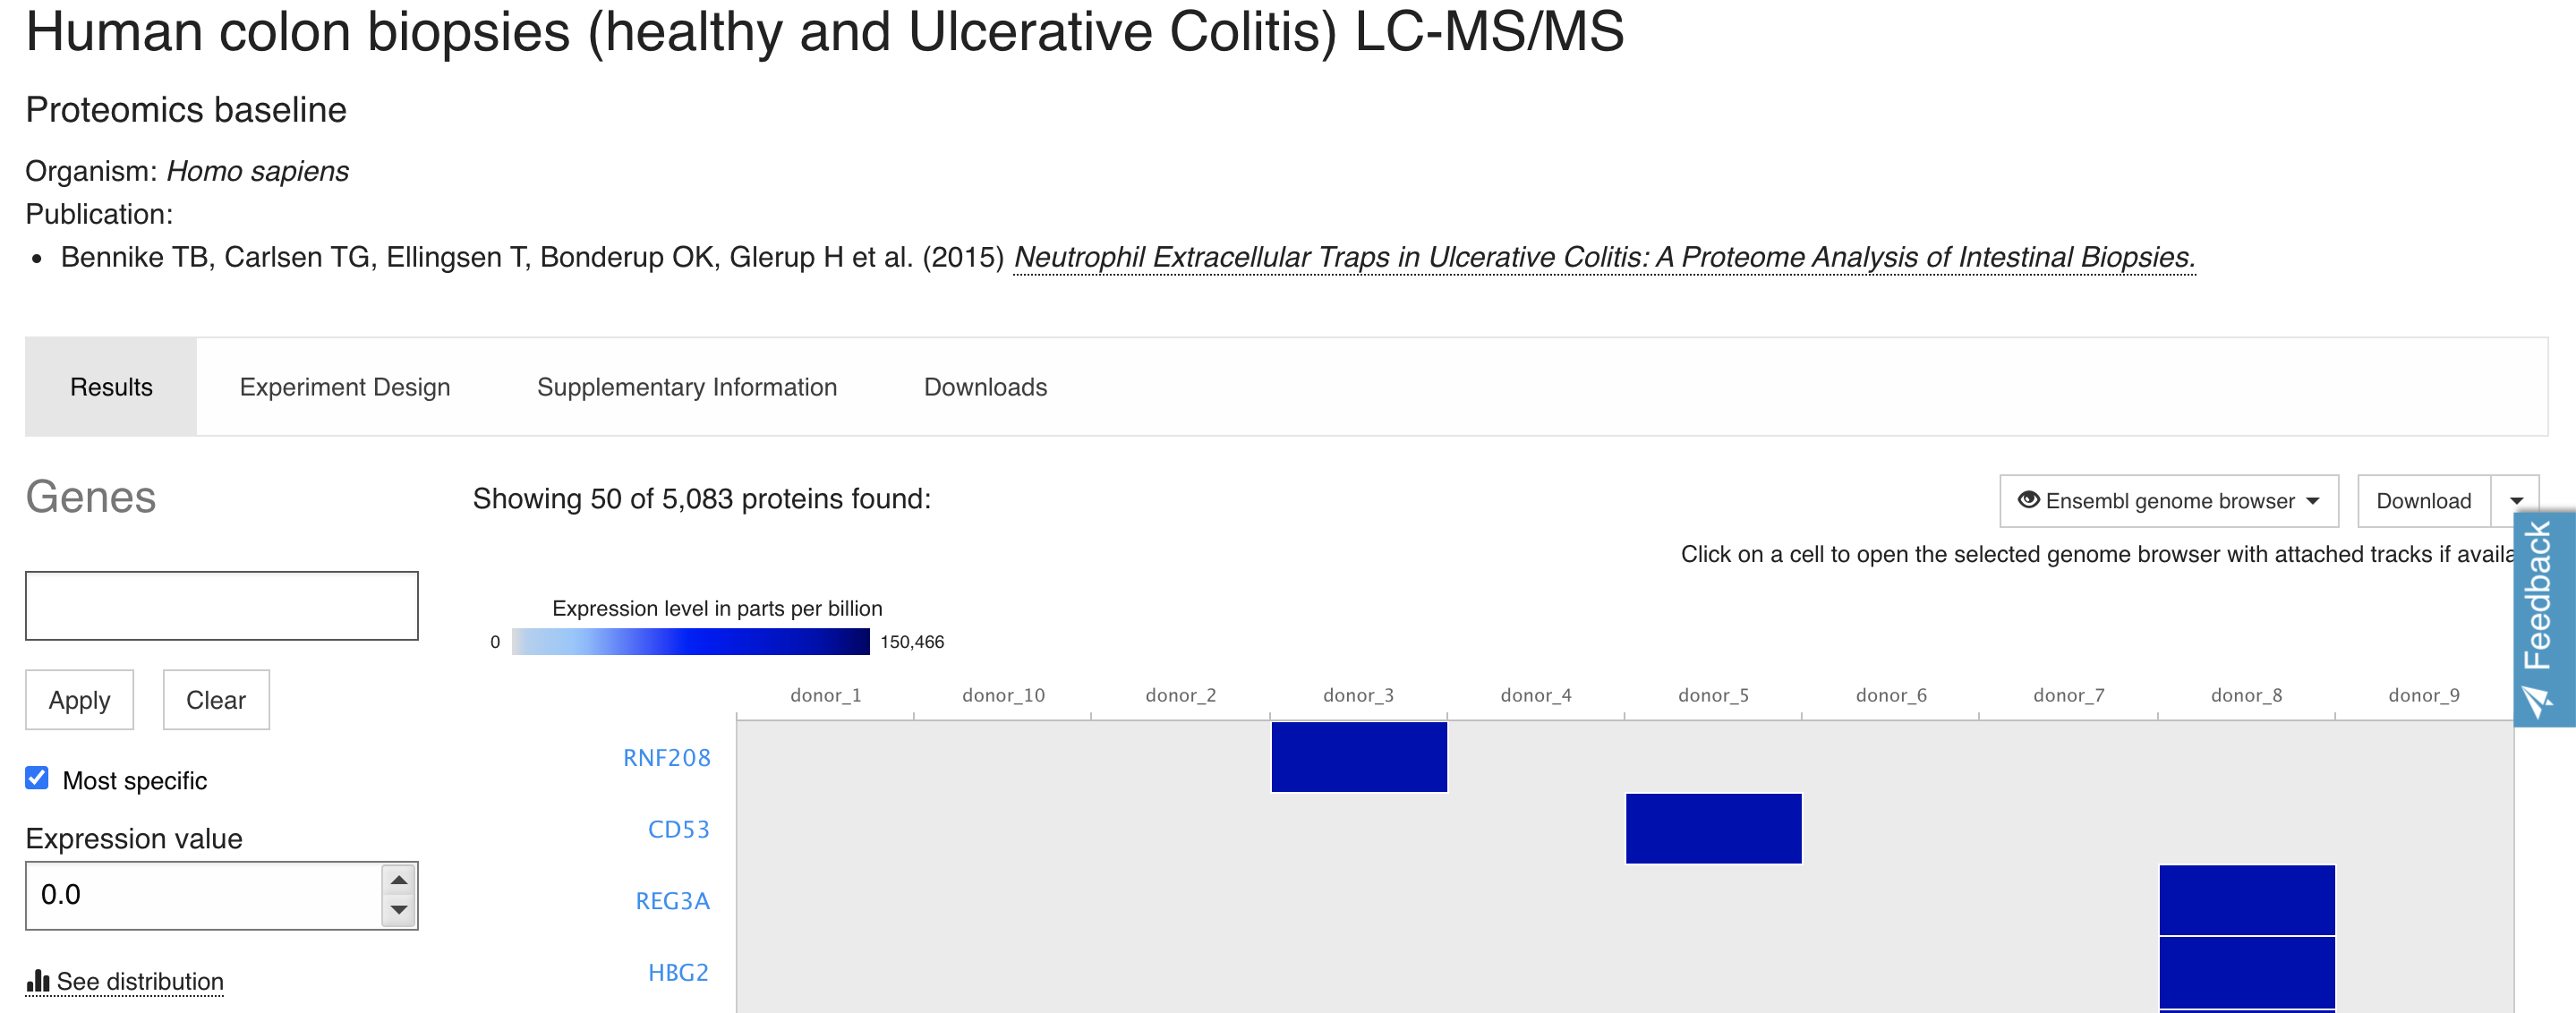 Human colon biopsies (healthy and Ulcerative Colitis) LC-MS/MS
Proteomics baseline
Organism: Homo sapiens
Publication:
• Bennike TB, Carlsen TG, Ellingsen T, Bonderup OK, Glerup H et al. (2015) Neutrophil Extracellular Traps in Ulcerative Colitis: A Proteome Analysis of Intestinal Biopsies.
Results Experiment Design Supplementary Information Downloads
Genes
Apply Clear
Most specific
Expression value
0.0
See distribution
Showing 50 of 5,083 proteins found:
Ensembl genome browser Download
Click on a cell to open the selected genome browser with attached tracks if availa
Expression level in parts per billion
0 150,466
donor_1 donor_10 donor_2 donor_3 donor_4 donor_5 donor_6 donor_7 donor_8 donor_9
RNF208
CD53
REG3A
HBG2
Feedback